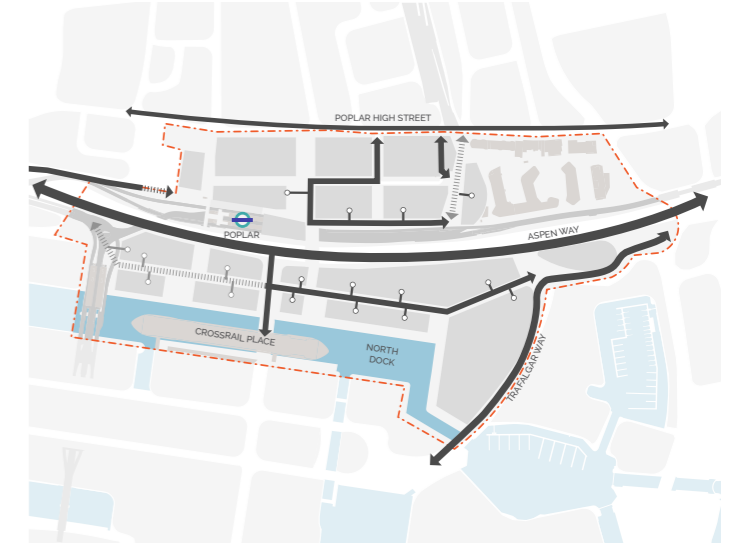 POPLAR HIGH STREET
POPLAR
ASPEN WAY
CROSSRAIL PLACE
NORTH
DOCK
TRAFALGAR WAY